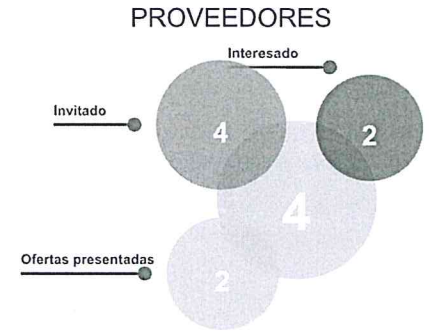 PROVEEDORES
Interesado
Invitado
4
2
4
Ofertas presentadas
2